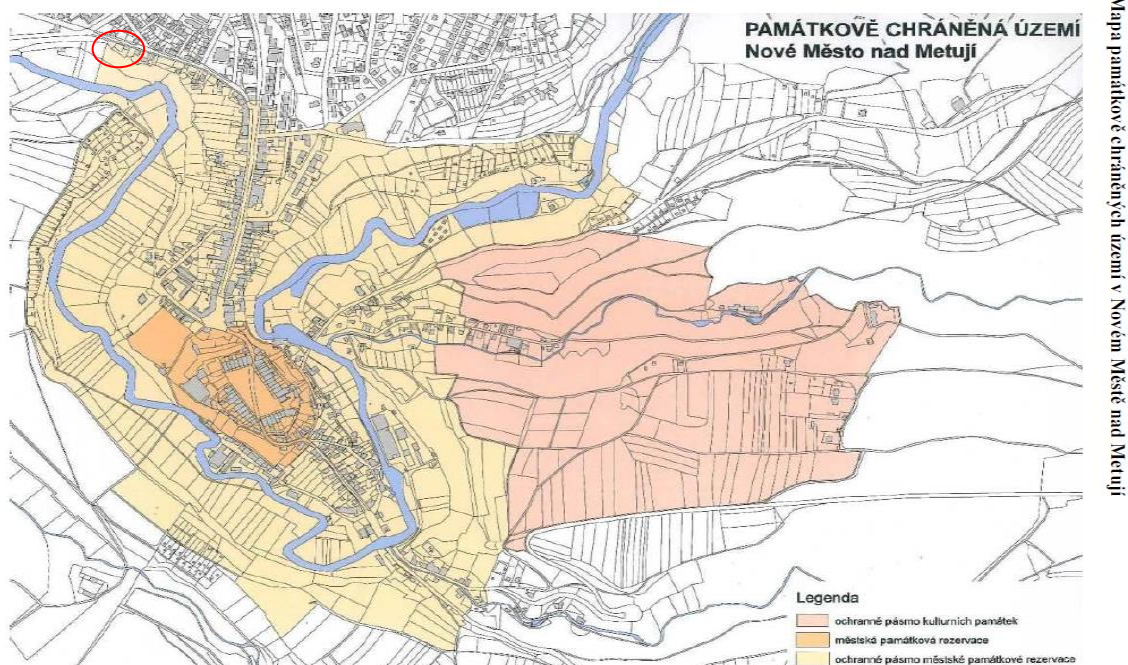 PAMÁTKOVĚ CHRÁNĚNÁ ÚZEMÍ
Nové Město nad Metují
Mapa památkově chráněných území v Novém Městě nad Metují
Legenda
ochranné pásmo kulturních památek
městská památková rezervace
ochranné pásmo městské památkové rezervace